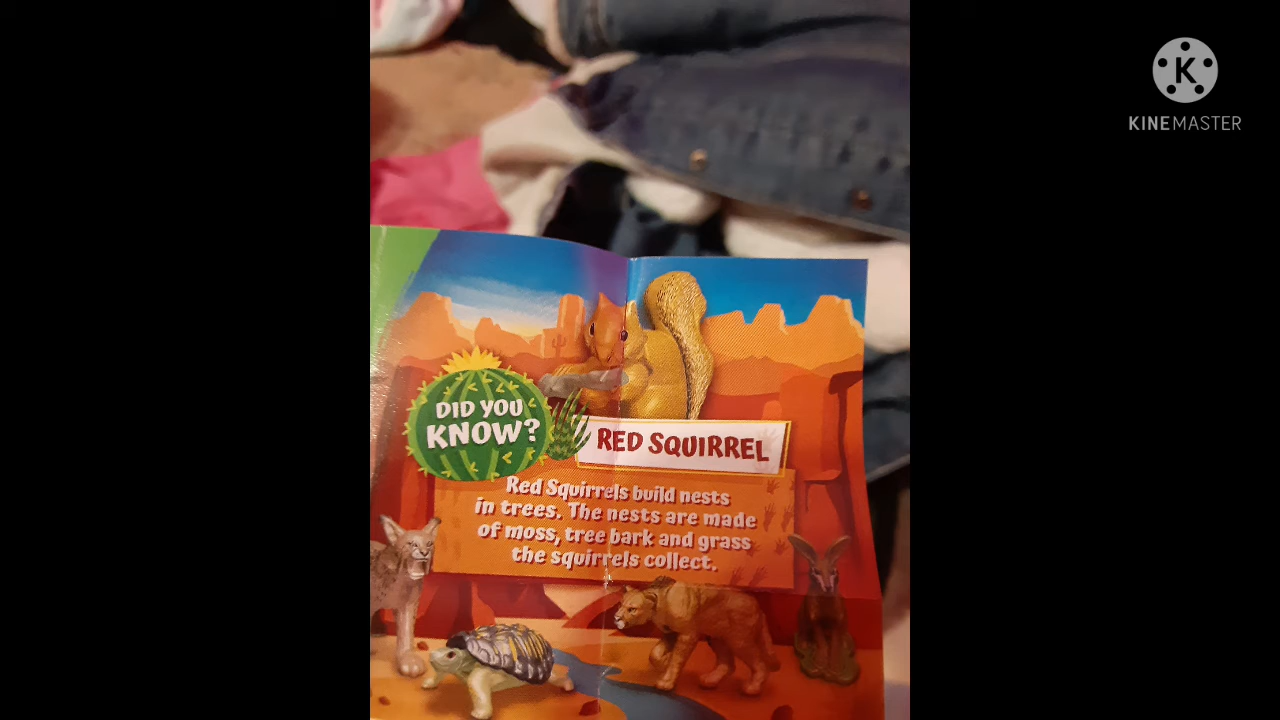 K
KINEMASTER
DID YOU
KNOW?
RED SQUIRREL
Red Squirrels build nests
in trees. The nests are made
of moss, tree bark and grass
the squirrels collect.